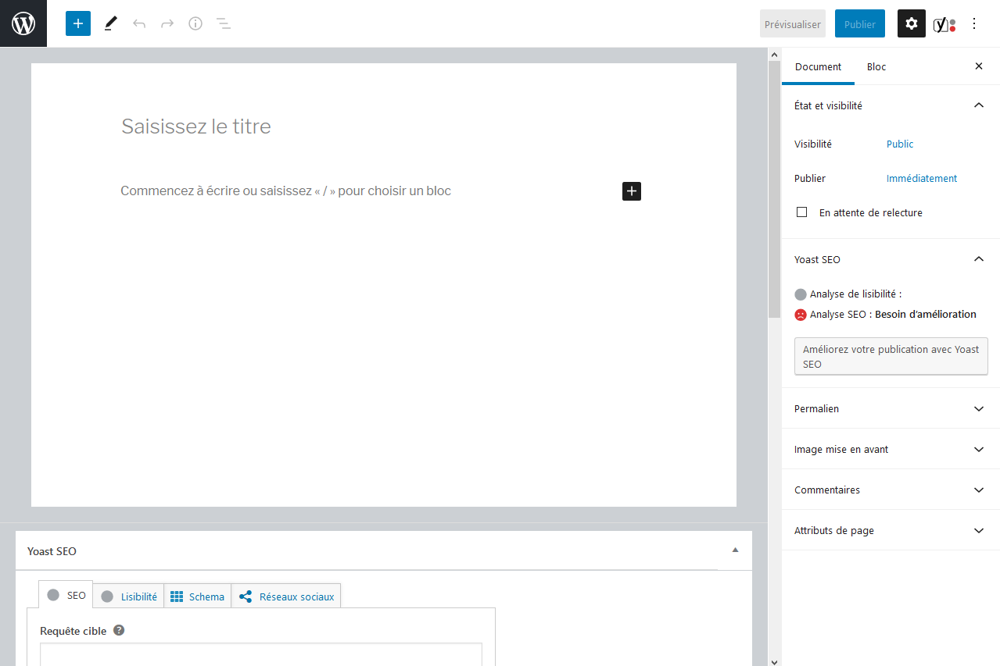 Prévisualiser
Publier
Document
Bloc
État et visibilité
Visibilité
Public
Publier
Immédiatement
En attente de relecture
Yoast SEO
Analyse de lisibilité :
Analyse SEO : Besoin d'amélioration
Améliorez votre publication avec Yoast
SEO
Permalien
Image mise en avant
Commentaires
Attributs de page
Saisissez le titre
Commencez à écrire ou saisissez « / » pour choisir un bloc
Yoast SEO
SEO
Lisibilité
Schema
Réseaux sociaux
Requête cible